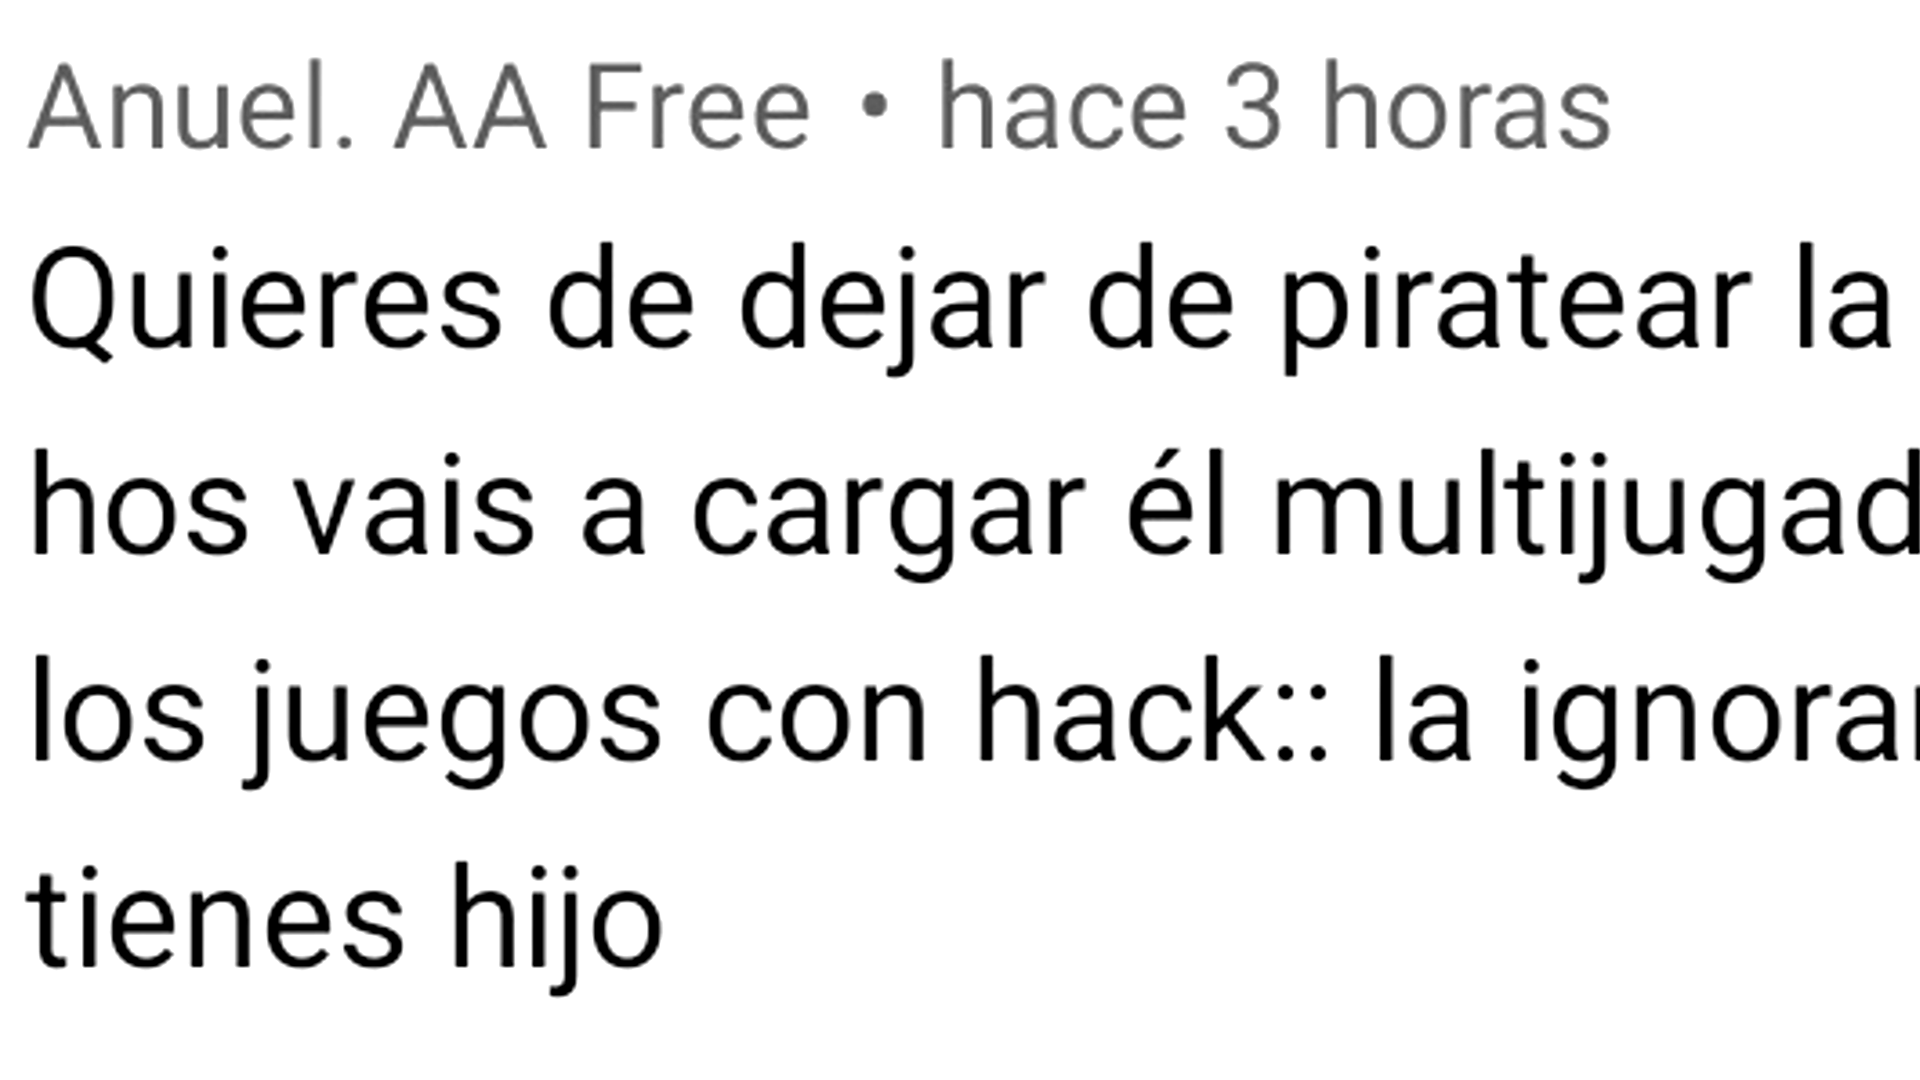 Anuel. AA Free • hace 3 horas
Quieres de dejar de piratear la
hos vais a cargar él multijugad
los juegos con hack:: la ignora
tienes hijo